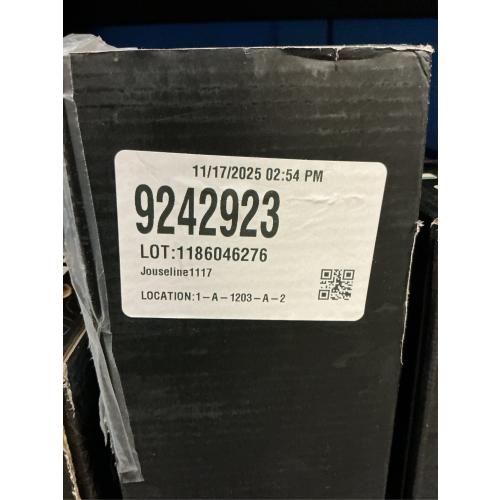 11/17/2025 02:54 PM
9242923
LOT:1186046276
Jouseline1117
LOCATION:1-A-1203-A-2